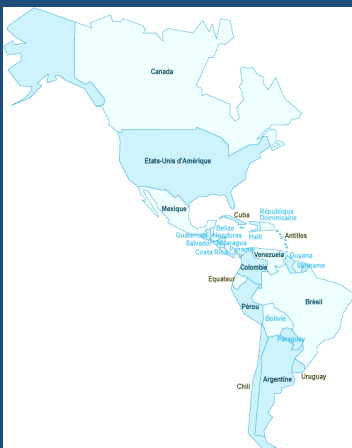 Canada
Etats-Unis d'Amérique
Mexique
Cuba
République
Dominicaine
Belize
Guatemala
Honduras
Haïti
Antilles
Salvador
Nicaragua
Costa Rica
Panama
Venezuela
Guyana
Suriname
Colombie
Equateur
Pérou
Brésil
Bolivie
Paraguay
Chili
Argentine
Uruguay